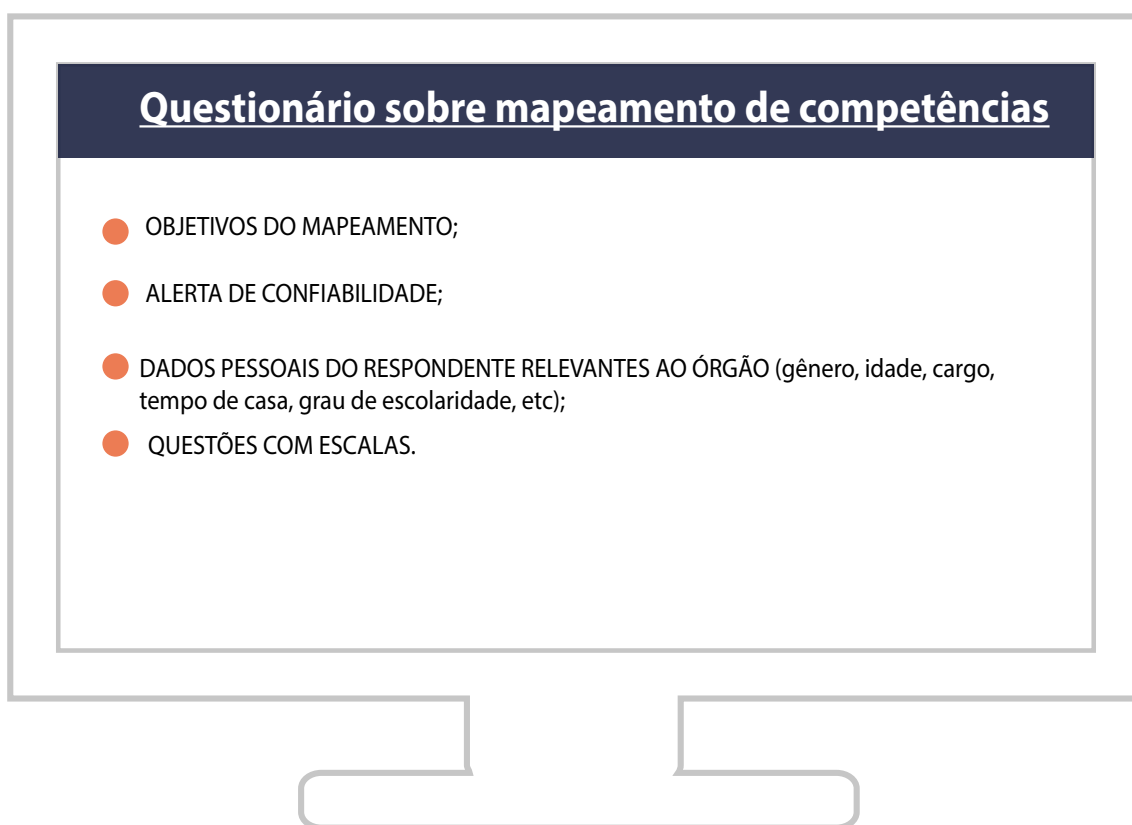 Questionário sobre mapeamento de competências
OBJETIVOS DO MAPEAMENTO;
ALERTA DE CONFIABILIDADE;
DADOS PESSOAIS DO RESPONDENTE RELEVANTES AO ÓRGÃO (gênero, idade, cargo,
tempo de casa, grau de escolaridade, etc);
QUESTÕES COM ESCALAS.